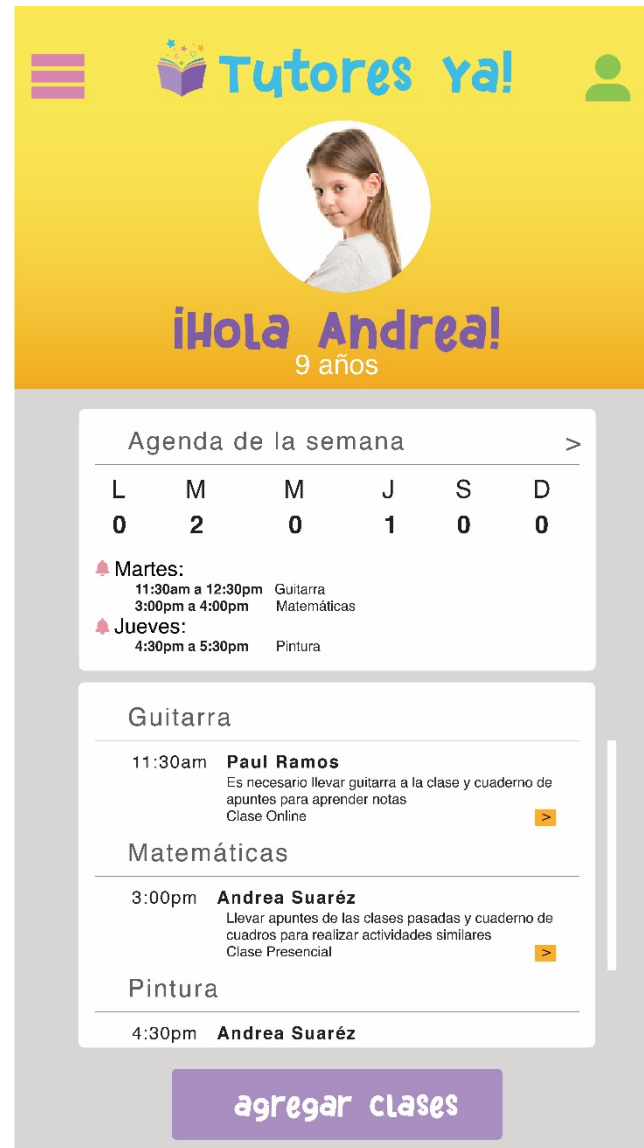 Tutores Ya!
¡Hola Andrea!
9 años
Agenda de la semana >
L M M J S D
0 2 0 1 0 0
Martes:
11:30am a 12:30pm Guitarra
3:00pm a 4:00pm Matemáticas
Jueves:
4:30pm a 5:30pm Pintura
Guitarra
11:30am Paul Ramos
Es necesario llevar guitarra a la clase y cuaderno de
apuntes para aprender notas
Clase Online >
Matemáticas
3:00pm Andrea Suaréz
Llevar apuntes de las clases pasadas y cuaderno de
cuadros para realizar actividades similares
Clase Presencial >
Pintura
4:30pm Andrea Suaréz
agregar clases